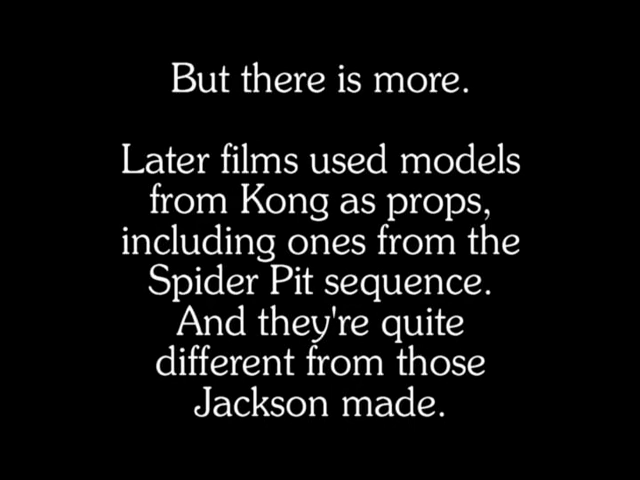 But there is more.
Later films used models
from Kong as props,
including ones from the
Spider Pit sequence.
And they're quite
different from those
Jackson made.